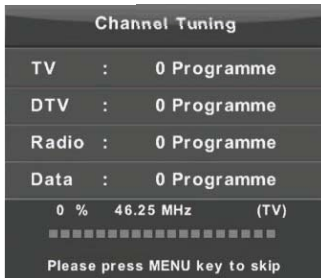 Channel Tuning
TV : 0 Programme
DTV : 0 Programme
Radio : 0 Programme
Data : 0 Programme
0 % 46.25 MHz (TV)
Please press MENU key to skip